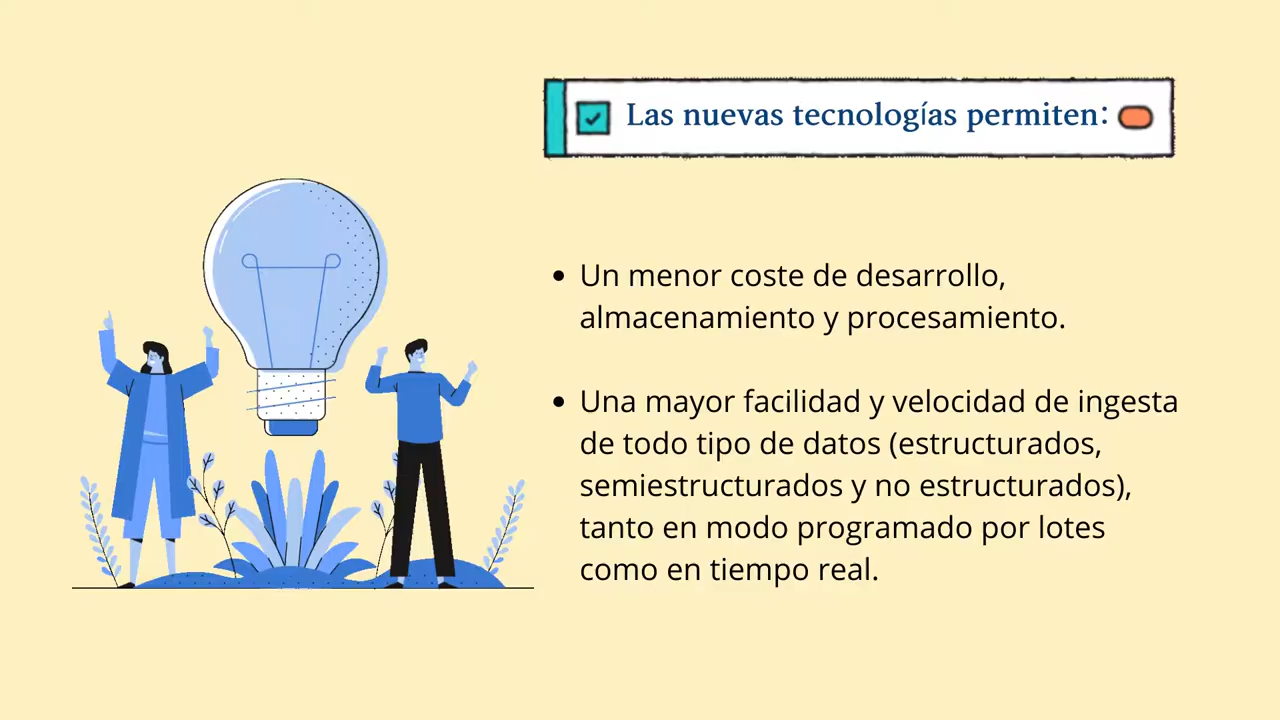 Las nuevas tecnologías permiten:
• Un menor coste de desarrollo,
almacenamiento y procesamiento.
• Una mayor facilidad y velocidad de ingesta
de todo tipo de datos (estructurados,
semiestructurados y no estructurados),
tanto en modo programado por lotes
como en tiempo real.